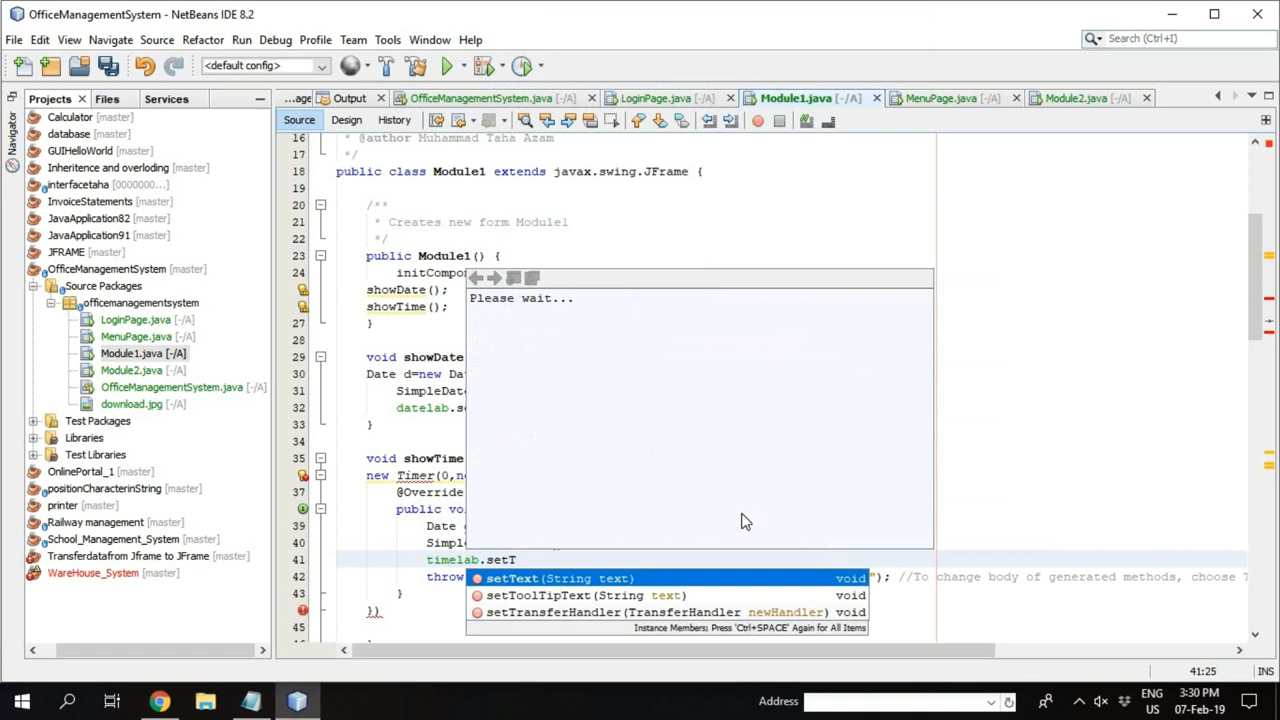 OfficeManagementSystem - NetBeans IDE 8.2
File Edit View Navigate Source Refactor Run Debug Profile Team Tools Window Help
Search (Ctrl+I)
<default config>
Projects Files Services
...age Output OfficeManagementSystem.java [-/A] LoginPage.java [-/A] Module1.java [-/A] MenuPage.java [-/A] Module2.java [-/A]
Navigator
Source Design History
Calculator [master]
database [master]
GUIHelloWorld [master]
Inheritence and overloding [master]
interfacetaha [0000000...]
InvoiceStatements [master]
JavaApplication82 [master]
JavaApplication91 [master]
JFRAME [master]
OfficeManagementSystem [master]
Source Packages
officemanagementsystem
LoginPage.java [-/A]
MenuPage.java [-/A]
Module1.java [-/A]
Module2.java [-/A]
OfficeManagementSystem.java [-/A]
download.jpg [-/A]
Test Packages
Libraries
Test Libraries
OnlinePortal_1 [master]
positionCharacterinString [master]
printer [master]
Railway management [master]
School_Management_System [master]
Transferdatafrom Jframe to JFrame [master]
WareHouse_System [master]
16 * @author Muhammad Taha Azam
17 */
18 public class Module1 extends javax.swing.JFrame {
19
20 /**
21 * Creates new form Module1
22 */
23 public Module1() {
24 initCompo
showDate();
showTime();
27 }
28
29 void showDate
30 Date d=new Da
31 SimpleDat
32 datelab.s
33 }
34
35 void showTime
new Timer(0,ne
37 @Override
public vo
39 Date
40 Simpl
41 timelab.setT
42 throw "); //To change body of generated methods, choose T
43 }
})
45
Please wait...
setText(String text) void
setToolTipText(String text) void
setTransferHandler(TransferHandler newHandler) void
Instance Members; Press 'Ctrl+SPACE' Again for All Items
41:25 INS
Address
ENG
US
3:30 PM
07-Feb-19